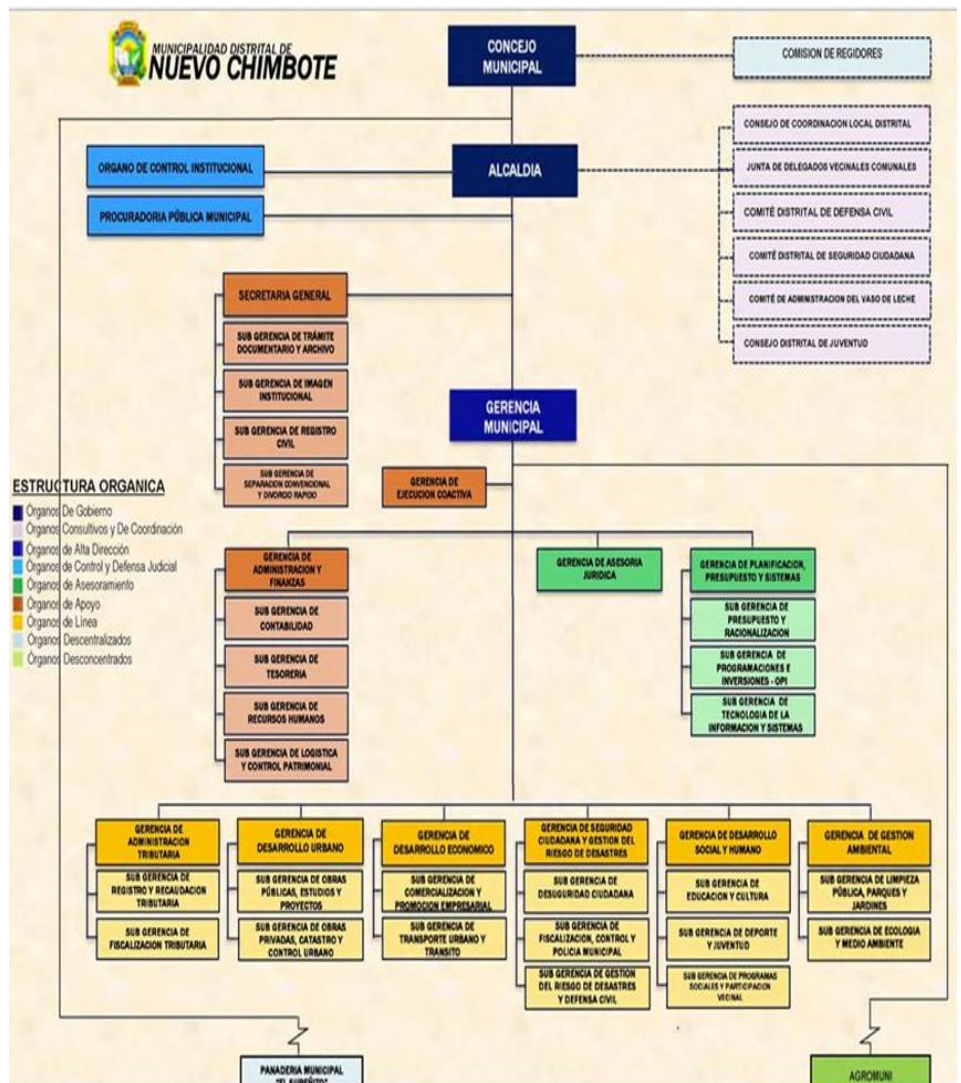 MUNICIPALIDAD DISTRITAL DE
NUEVO CHIMBOTE
CONCEJO
MUNICIPAL
COMISION DE REGIDORES
CONSEJO DE COORDINACION LOCAL DISTRITAL
ORGANO DE CONTROL INSTITUCIONAL
ALCALDIA
JUNTA DE DELEGADOS VECINALES COMUNALES
PROCURADORIA PÚBLICA MUNICIPAL
COMITÉ DISTRITAL DE DEFENSA CIVIL
COMITÉ DISTRITAL DE SEGURIDAD CIUDADANA
COMITÉ DE ADMINISTRACION DEL VASO DE LECHE
CONSEJO DISTRITAL DE JUVENTUD
SECRETARIA GENERAL
SUB GERENCIA DE TRÁMITE
DOCUMENTARIO Y ARCHIVO
SUB GERENCIA DE IMAGEN
INSTITUCIONAL
SUB GERENCIA DE REGISTRO
CIVIL
SUB GERENCIA DE
SEPARACION CONVENCIONAL
Y DIVORCIO RAPIDO
GERENCIA
MUNICIPAL
GERENCIA DE
EJECUCION COACTIVA
ESTRUCTURA ORGANICA
Órganos De Gobierno
Órganos Consultivos y De Coordinación
Órganos de Alta Dirección
Órganos de Control y Defensa Judicial
Órganos de Asesoramiento
Órganos de Apoyo
Órganos de Línea
Órganos Descentralizados
Órganos Desconcentrados
GERENCIA DE
ADMINISTRACION Y
FINANZAS
SUB GERENCIA DE
CONTABILIDAD
SUB GERENCIA DE
TESORERIA
SUB GERENCIA DE
RECURSOS HUMANOS
SUB GERENCIA DE LOGISTICA
Y CONTROL PATRIMONIAL
GERENCIA DE ASESORIA
JURIDICA
GERENCIA DE PLANIFICACION,
PRESUPUESTO Y SISTEMAS
SUB GERENCIA DE
PRESUPUESTO Y
RACIONALIZACION
SUB GERENCIA DE
PROGRAMACIONES E
INVERSIONES - OPI
SUB GERENCIA DE
TECNOLOGIA DE LA
INFORMACION Y SISTEMAS
GERENCIA DE
ADMINISTRACION
TRIBUTARIA
SUB GERENCIA DE
REGISTRO Y RECAUDACION
TRIBUTARIA
SUB GERENCIA DE
FISCALIZACION TRIBUTARIA
GERENCIA DE
DESARROLLO URBANO
SUB GERENCIA DE OBRAS
PÚBLICAS, ESTUDIOS Y
PROYECTOS
SUB GERENCIA DE OBRAS
PRIVADAS, CATASTRO Y
CONTROL URBANO
GERENCIA DE
DESARROLLO ECONOMICO
SUB GERENCIA DE
COMERCIALIZACION Y
PROMOCION EMPRESARIAL
SUB GERENCIA DE
TRANSPORTE URBANO Y
TRANSITO
GERENCIA DE SEGURIDAD
CIUDADANA Y GESTION DEL
RIESGO DE DESASTRES
SUB GERENCIA DE
DESUGURIDAD CIUDADANA
SUB GERENCIA DE
FISCALIZACION, CONTROL Y
POLICIA MUNICIPAL
SUB GERENCIA DE GESTION
DEL RIESGO DE DESASTRES
Y DEFENSA CIVIL
GERENCIA DE DESARROLLO
SOCIAL Y HUMANO
SUB GERENCIA DE
EDUCACION Y CULTURA
SUB GERENCIA DE DEPORTE
Y JUVENTUD
SUB GERENCIA DE PROGRAMAS
SOCIALES Y PARTICIPACION
VECINAL
GERENCIA DE GESTION
AMBIENTAL
SUB GERENCIA DE LIMPIEZA
PÚBLICA, PARQUES Y
JARDINES
SUB GERENCIA DE ECOLOGIA
Y MEDIO AMBIENTE
PANADERIA MUNICIPAL
AGROMUNI